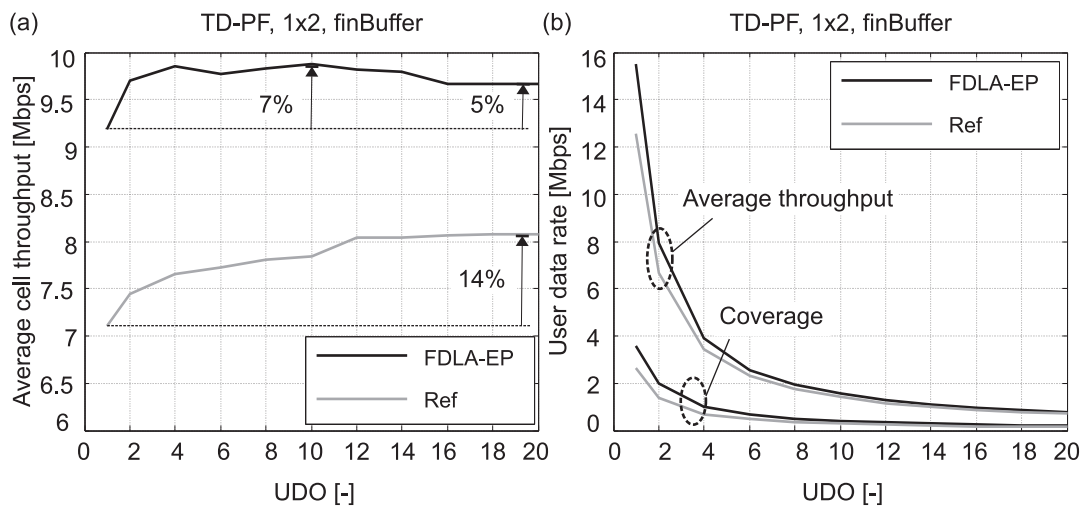 (a)
TD-PF, 1x2, finBuffer
Average cell throughput [Mbps]
10
9.5
9
8.5
8
7.5
7
6.5
6
7%
5%
14%
FDLA-EP
Ref
0 2 4 6 8 10 12 14 16 18 20
UDO [-]
(b)
TD-PF, 1x2, finBuffer
User data rate [Mbps]
16
14
12
10
8
6
4
2
0
FDLA-EP
Ref
Average throughput
Coverage
0 2 4 6 8 10 12 14 16 18 20
UDO [-]